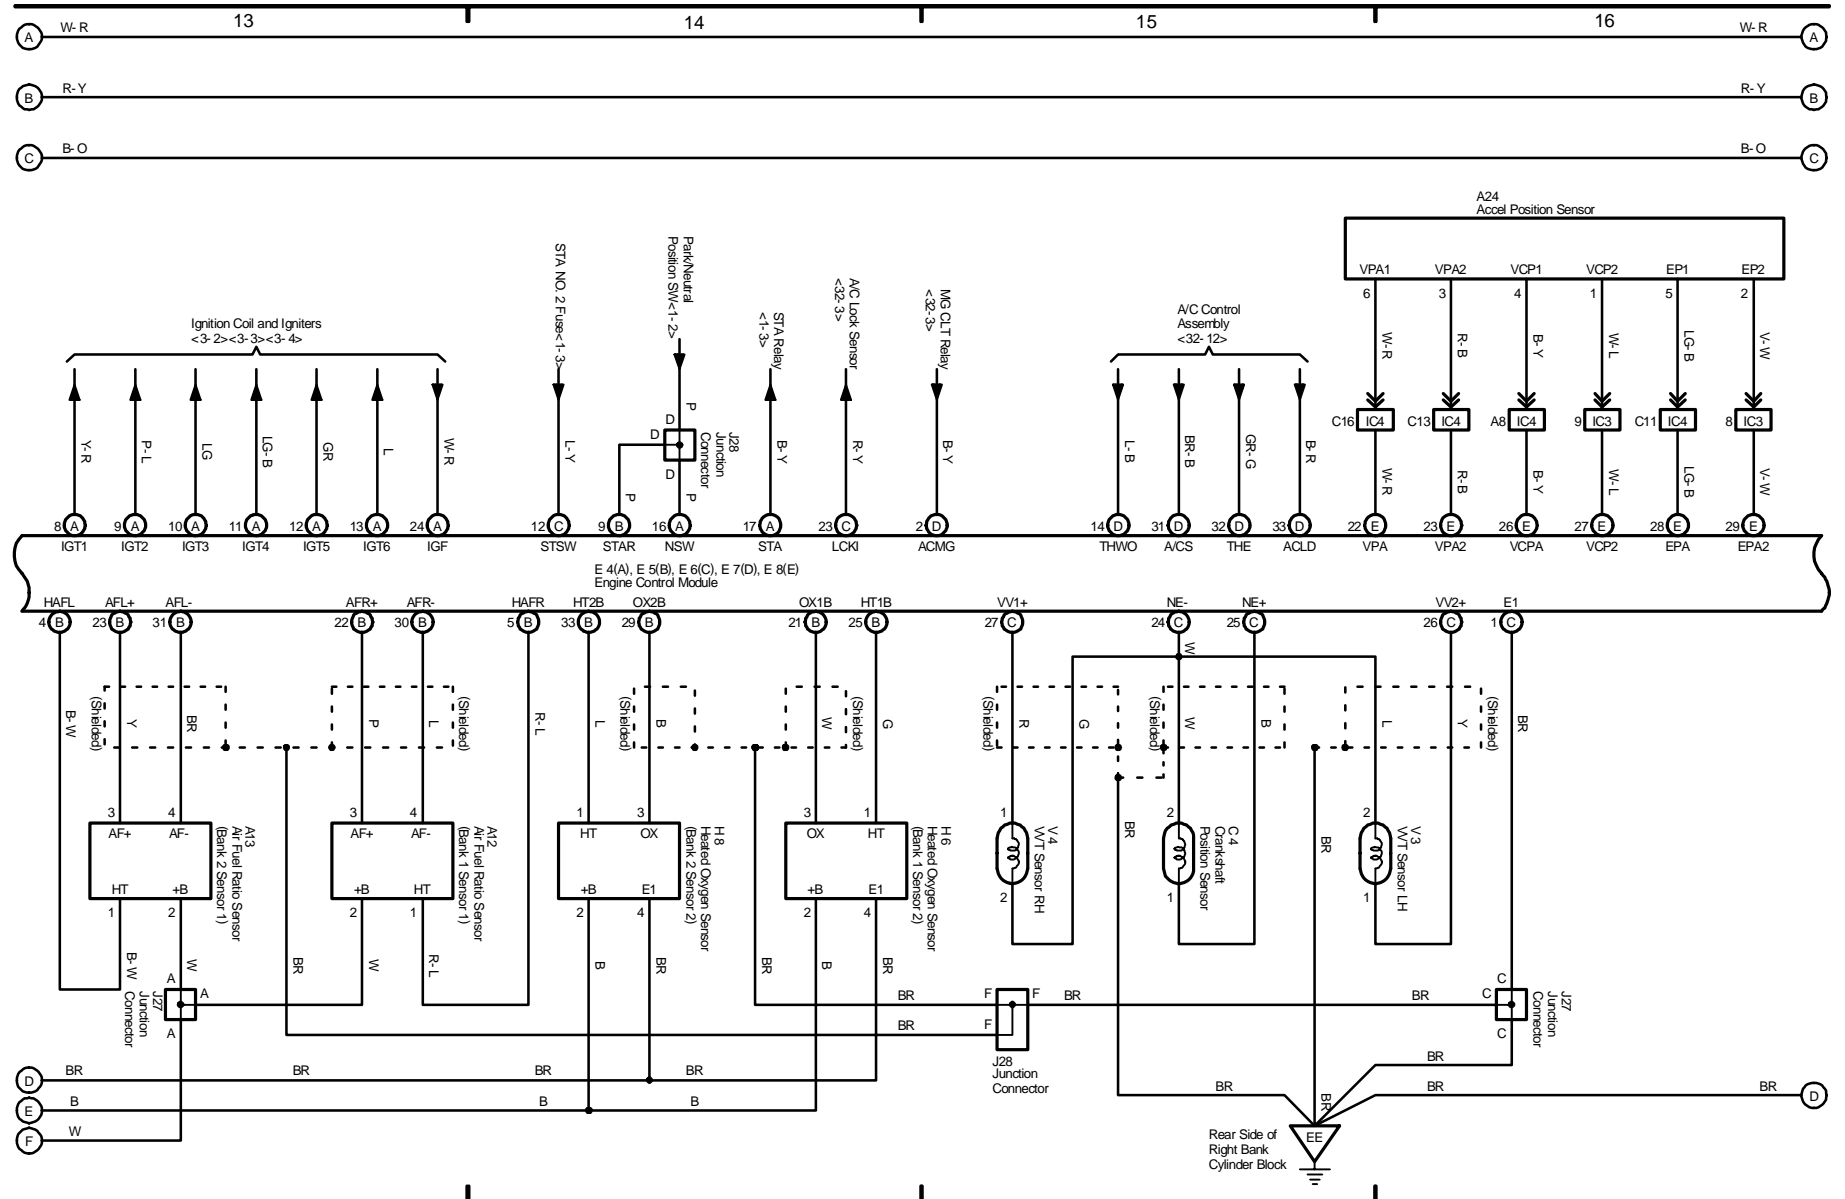 13 14 15 16
A W-R W-R A
B R-Y R-Y B
C B-O B-O C
A24
Accel Position Sensor
VPA1 VPA2 VCP1 VCP2 EP1 EP2
6 3 4 1 5 2
W-R R-B B-Y W-L LG-B V-W
C16 IC4 C13 IC4 A8 IC4 9 IC3 C11 IC4 8 IC3
W-R R-B B-Y W-L LG-B V-W
Ignition Coil and Igniters
<3-2><3-3><3-4>
STA NO. 2 Fuse<1-3>
Park/Neutral
Position SW<1-2>
STA Relay
<1-3>
A/C Lock Sensor
<32-3>
MG CLT Relay
<32-3>
A/C Control
Assembly
<32-12>
Y-R P-L LG LG-B GR L W-R L-Y P B-Y R-Y B-Y L-B BR-B GR-G B-R
D D D
J28
Junction
Connector
P P
8 A 9 A 10 A 11 A 12 A 13 A 24 A 12 C 9 B 16 A 17 A 23 C 2 D 14 D 31 D 32 D 33 D 22 E 23 E 26 E 27 E 28 E 29 E
IGT1 IGT2 IGT3 IGT4 IGT5 IGT6 IGF STSW STAR NSW STA LCKI ACMG THWO A/CS THE ACLD VPA VPA2 VCPA VCP2 EPA EPA2
E 4(A), E 5(B), E 6(C), E 7(D), E 8(E)
Engine Control Module
HAFL AFL+ AFL- AFR+ AFR- HAFR HT2B OX2B OX1B HT1B VV1+ NE- NE+ VV2+ E1
4 B 23 B 31 B 22 B 30 B 5 B 33 B 29 B 21 B 25 B 27 C 24 C 25 C 26 C 1 C
W
B-W (Shielded) Y BR P L (Shielded) R-L L (Shielded) B W (Shielded) G (Shielded) R G (Shielded) W B L Y (Shielded) BR
3 4 3 4 1 3 3 1 1 2 2
AF+ AF- AF+ AF- HT OX OX HT
HT +B +B HT +B E1 +B E1
1 2 2 1 2 4 2 4 2 1 1
A13
Air Fuel Ratio Sensor
(Bank 2 Sensor 1)
A12
Air Fuel Ratio Sensor
(Bank 1 Sensor 1)
H 8
Heated Oxygen Sensor
(Bank 2 Sensor 2)
H 6
Heated Oxygen Sensor
(Bank 1 Sensor 2)
V 4
VVT Sensor RH
BR
C 4
Crankshaft
Position Sensor
BR
V 3
VVT Sensor LH
B-W W BR W R-L B BR BR B BR
A A A
J27
Junction
Connector
BR F F BR BR C C C
BR F
J27
Junction
Connector
J28
Junction
Connector
BR
D BR BR BR BR
BR BR BR BR D
E B B B
F W
EE
Rear Side of
Right Bank
Cylinder Block